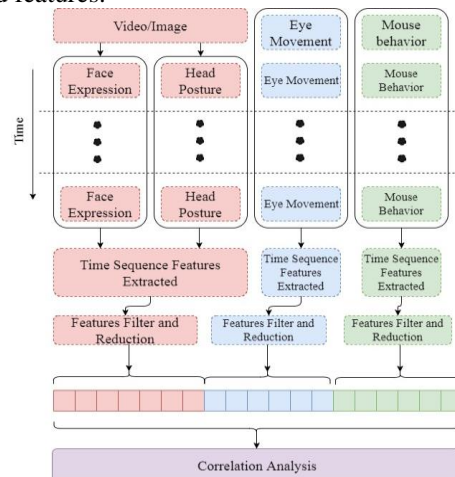 d features.
Video/Image
Eye
Movement
Mouse
behavior
Face
Expression
Head
Posture
Eye Movement
Mouse
Behavior
Time
Face
Expression
Head
Posture
Eye Movement
Mouse
Behavior
Time Sequence Features
Extracted
Time Sequence
Features
Extracted
Time Sequence
Features
Extracted
Features Filter and
Reduction
Features Filter and
Reduction
Features Filter and
Reduction
Correlation Analysis